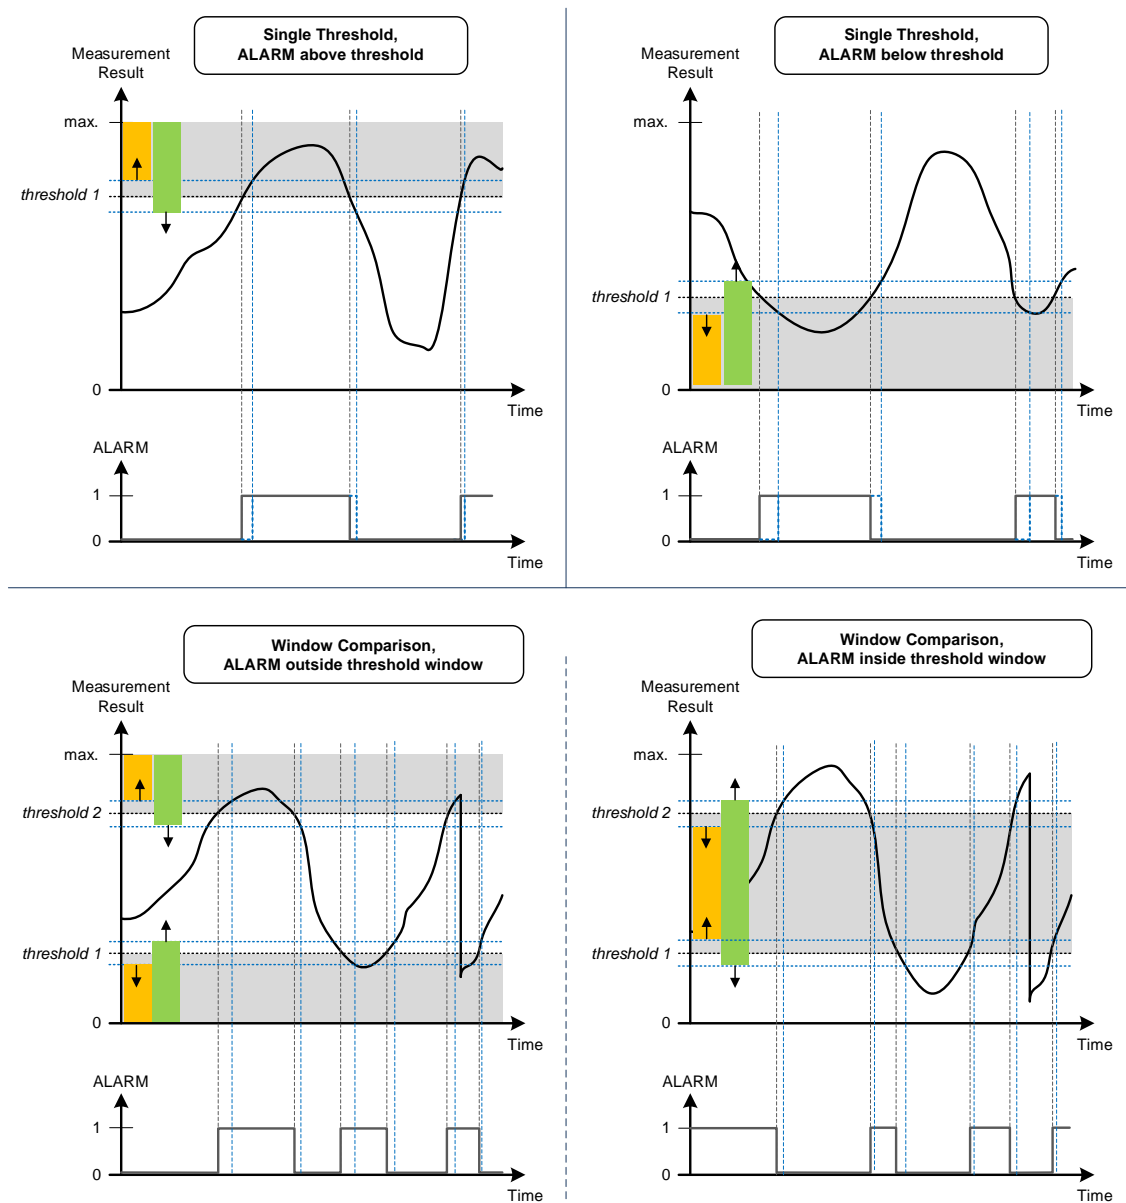 Single Threshold,
ALARM above threshold
Measurement
Result
max.
threshold 1
0
Time
ALARM
1
0
Time
Single Threshold,
ALARM below threshold
Measurement
Result
max.
threshold 1
0
Time
ALARM
1
0
Time
Window Comparison,
ALARM outside threshold window
Measurement
Result
max.
threshold 2
threshold 1
0
Time
ALARM
1
0
Time
Window Comparison,
ALARM inside threshold window
Measurement
Result
max.
threshold 2
threshold 1
0
Time
ALARM
1
0
Time